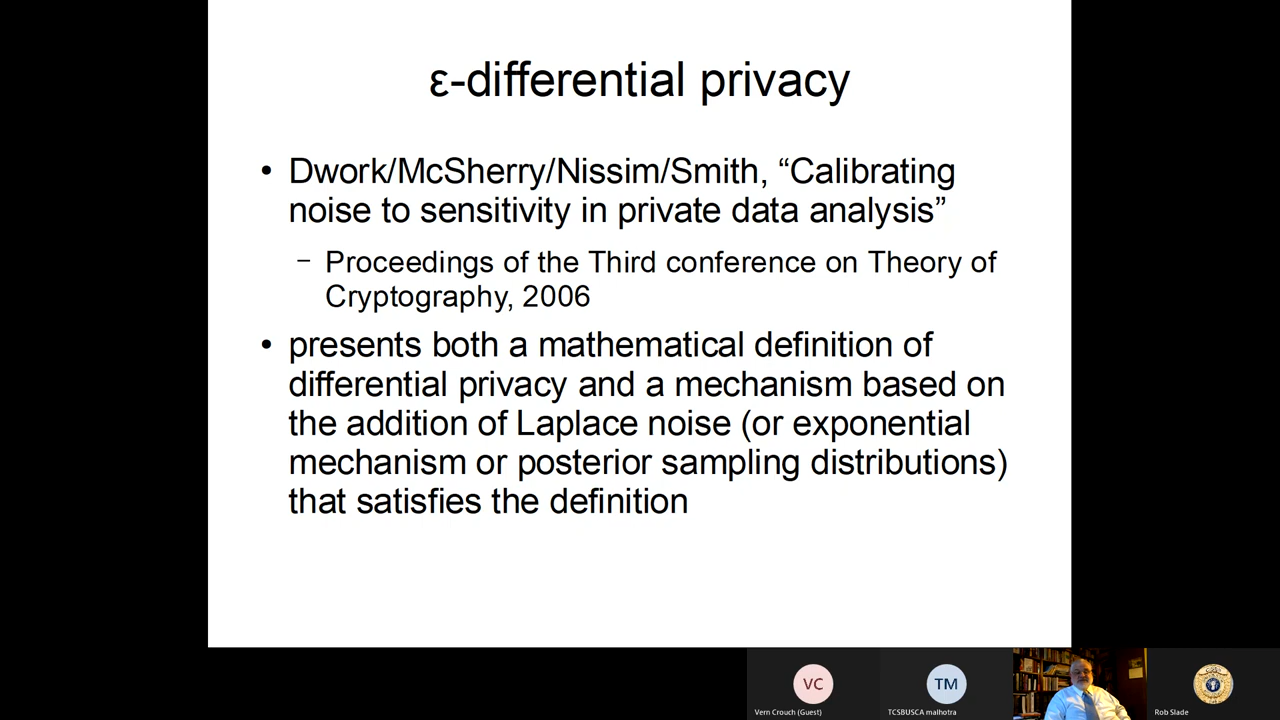 ε-differential privacy
• Dwork/McSherry/Nissim/Smith, “Calibrating
noise to sensitivity in private data analysis”
– Proceedings of the Third conference on Theory of
Cryptography, 2006
• presents both a mathematical definition of
differential privacy and a mechanism based on
the addition of Laplace noise (or exponential
mechanism or posterior sampling distributions)
that satisfies the definition
VC
TM
Vern Crouch (Guest)
TCSBUSCA malhotra
Rob Slade